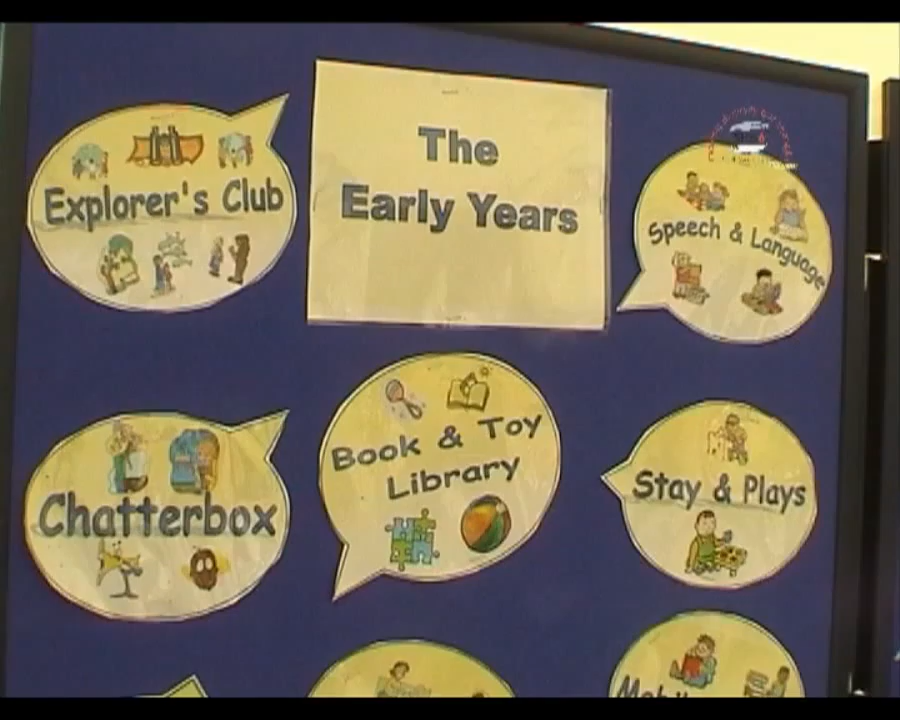 The
Early Years
Explorer's Club
Speech & Language
Book & Toy
Library
Chatterbox
Stay & Plays